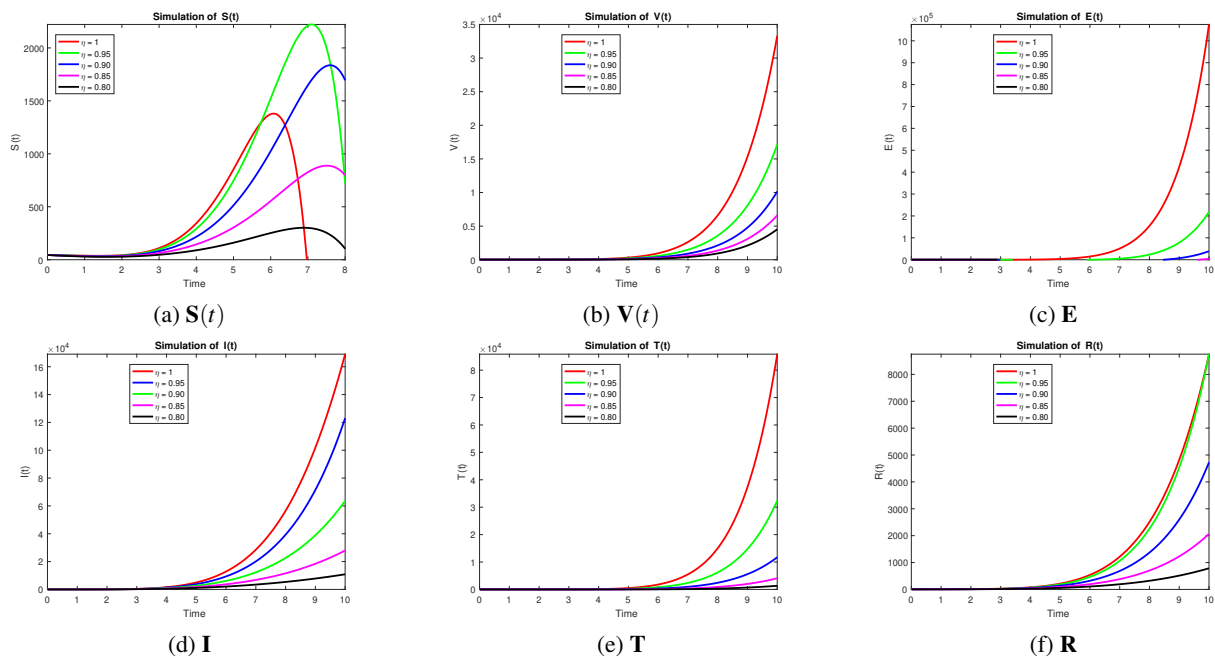 Simulation of S(t)
2000
1500
1000
500
0
S (t)
η = 1
η = 0.95
η = 0.90
η = 0.85
η = 0.80
0 1 2 3 4 5 6 7 8
Time
(a) S(t)
Simulation of V(t)
×10⁴
3.5
3
2.5
2
1.5
1
0.5
0
V (t)
η = 1
η = 0.95
η = 0.90
η = 0.85
η = 0.80
0 1 2 3 4 5 6 7 8 9 10
Time
(b) V(t)
Simulation of E(t)
×10⁵
10
9
8
7
6
5
4
3
2
1
0
E (t)
η = 1
η = 0.95
η = 0.90
η = 0.85
η = 0.80
0 1 2 3 4 5 6 7 8 9 10
Time
(c) E
Simulation of I(t)
×10⁴
16
14
12
10
8
6
4
2
0
I(t)
η = 1
η = 0.95
η = 0.90
η = 0.85
η = 0.80
0 1 2 3 4 5 6 7 8 9 10
Time
(d) I
Simulation of T(t)
×10⁴
8
7
6
5
4
3
2
1
0
T (t)
η = 1
η = 0.95
η = 0.90
η = 0.85
η = 0.80
0 1 2 3 4 5 6 7 8 9 10
Time
(e) T
Simulation of R(t)
8000
7000
6000
5000
4000
3000
2000
1000
0
R(t)
η = 1
η = 0.95
η = 0.90
η = 0.85
η = 0.80
0 1 2 3 4 5 6 7 8 9 10
Time
(f) R